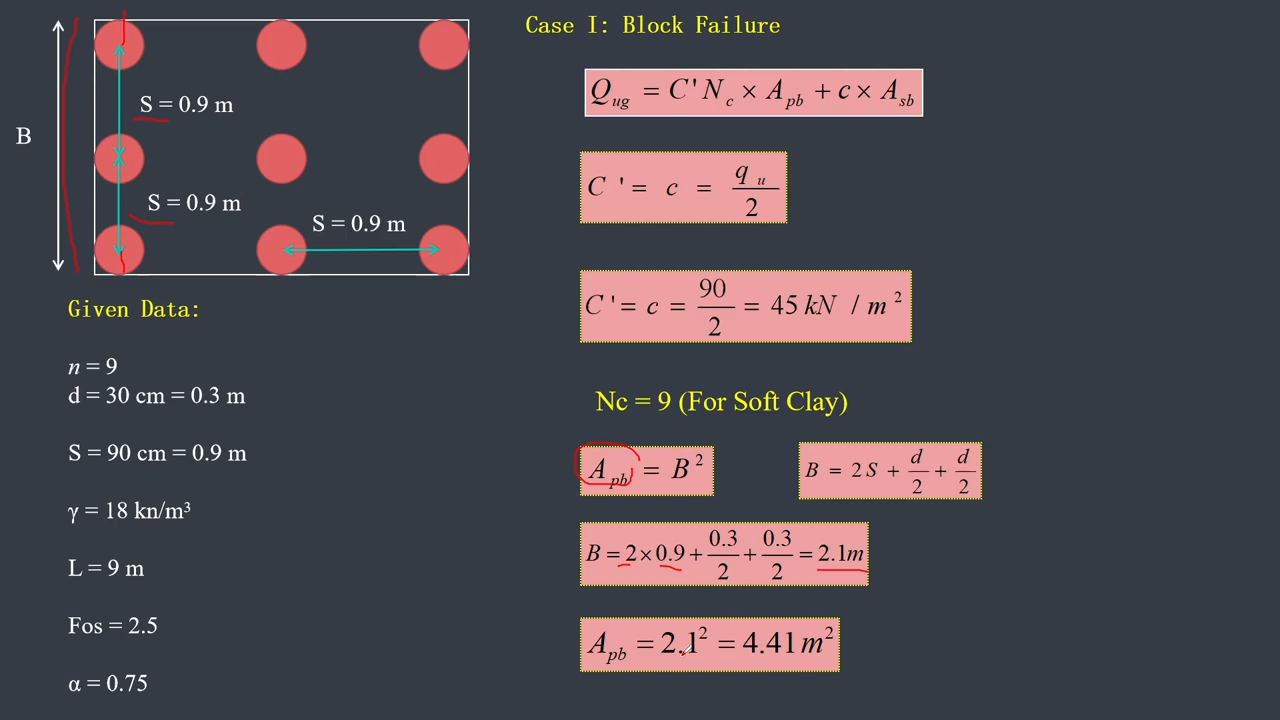 B
S = 0.9 m
S = 0.9 m
S = 0.9 m
Given Data:
n = 9
d = 30 cm = 0.3 m
S = 90 cm = 0.9 m
γ = 18 kn/m³
L = 9 m
Fos = 2.5
α = 0.75
Case I: Block Failure
Q_ug = C' N_c × A_pb + c × A_sb
C ' = c = q_u / 2
C ' = c = 90 / 2 = 45 kN / m²
Nc = 9 (For Soft Clay)
A_pb = B²
B = 2S + d/2 + d/2
B = 2 × 0.9 + 0.3/2 + 0.3/2 = 2.1m
A_pb = 2.1² = 4.41 m²